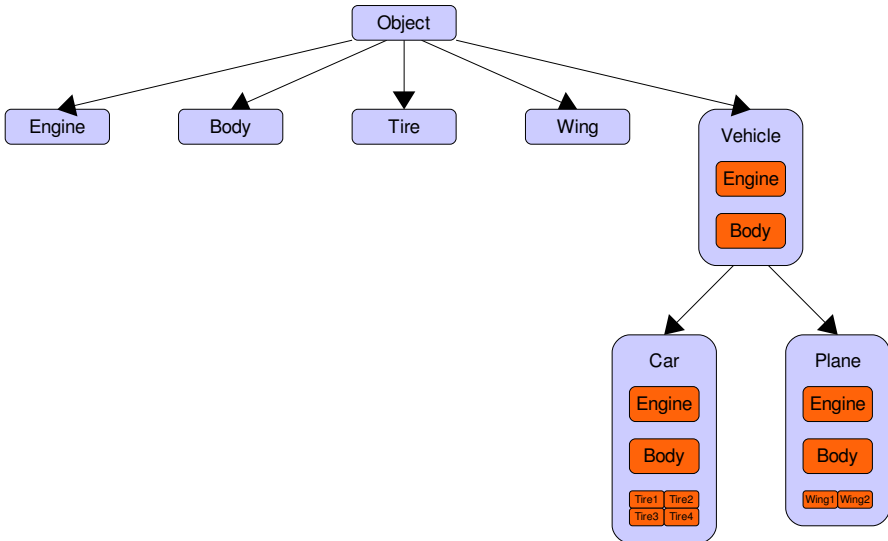 Object
Engine
Body
Tire
Wing
Vehicle
Engine
Body
Car
Engine
Body
Tire1 Tire2
Tire3 Tire4
Plane
Engine
Body
Wing1 Wing2